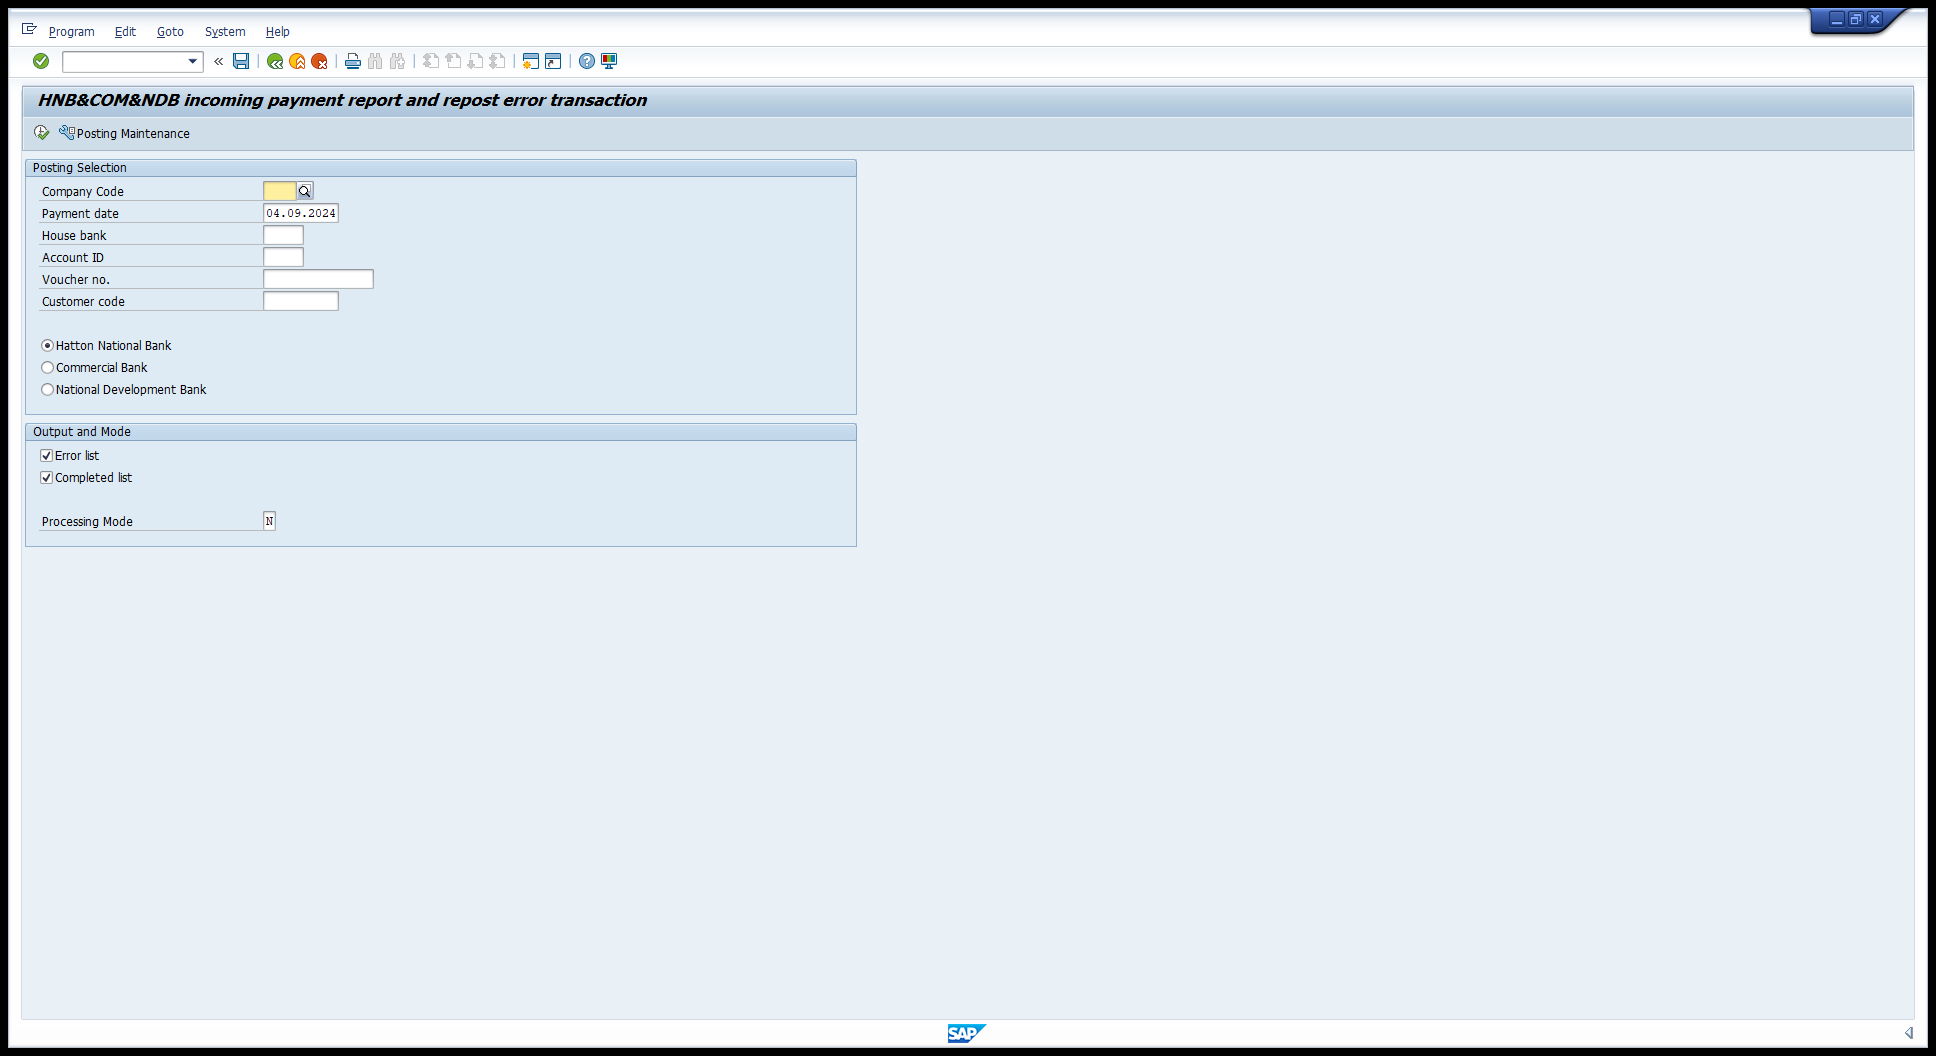 Program Edit Goto System Help
HNB&COM&NDB incoming payment report and repost error transaction
Posting Maintenance
Posting Selection
Company Code
Payment date 04.09.2024
House bank
Account ID
Voucher no.
Customer code
Hatton National Bank
Commercial Bank
National Development Bank
Output and Mode
Error list
Completed list
Processing Mode N
SAP